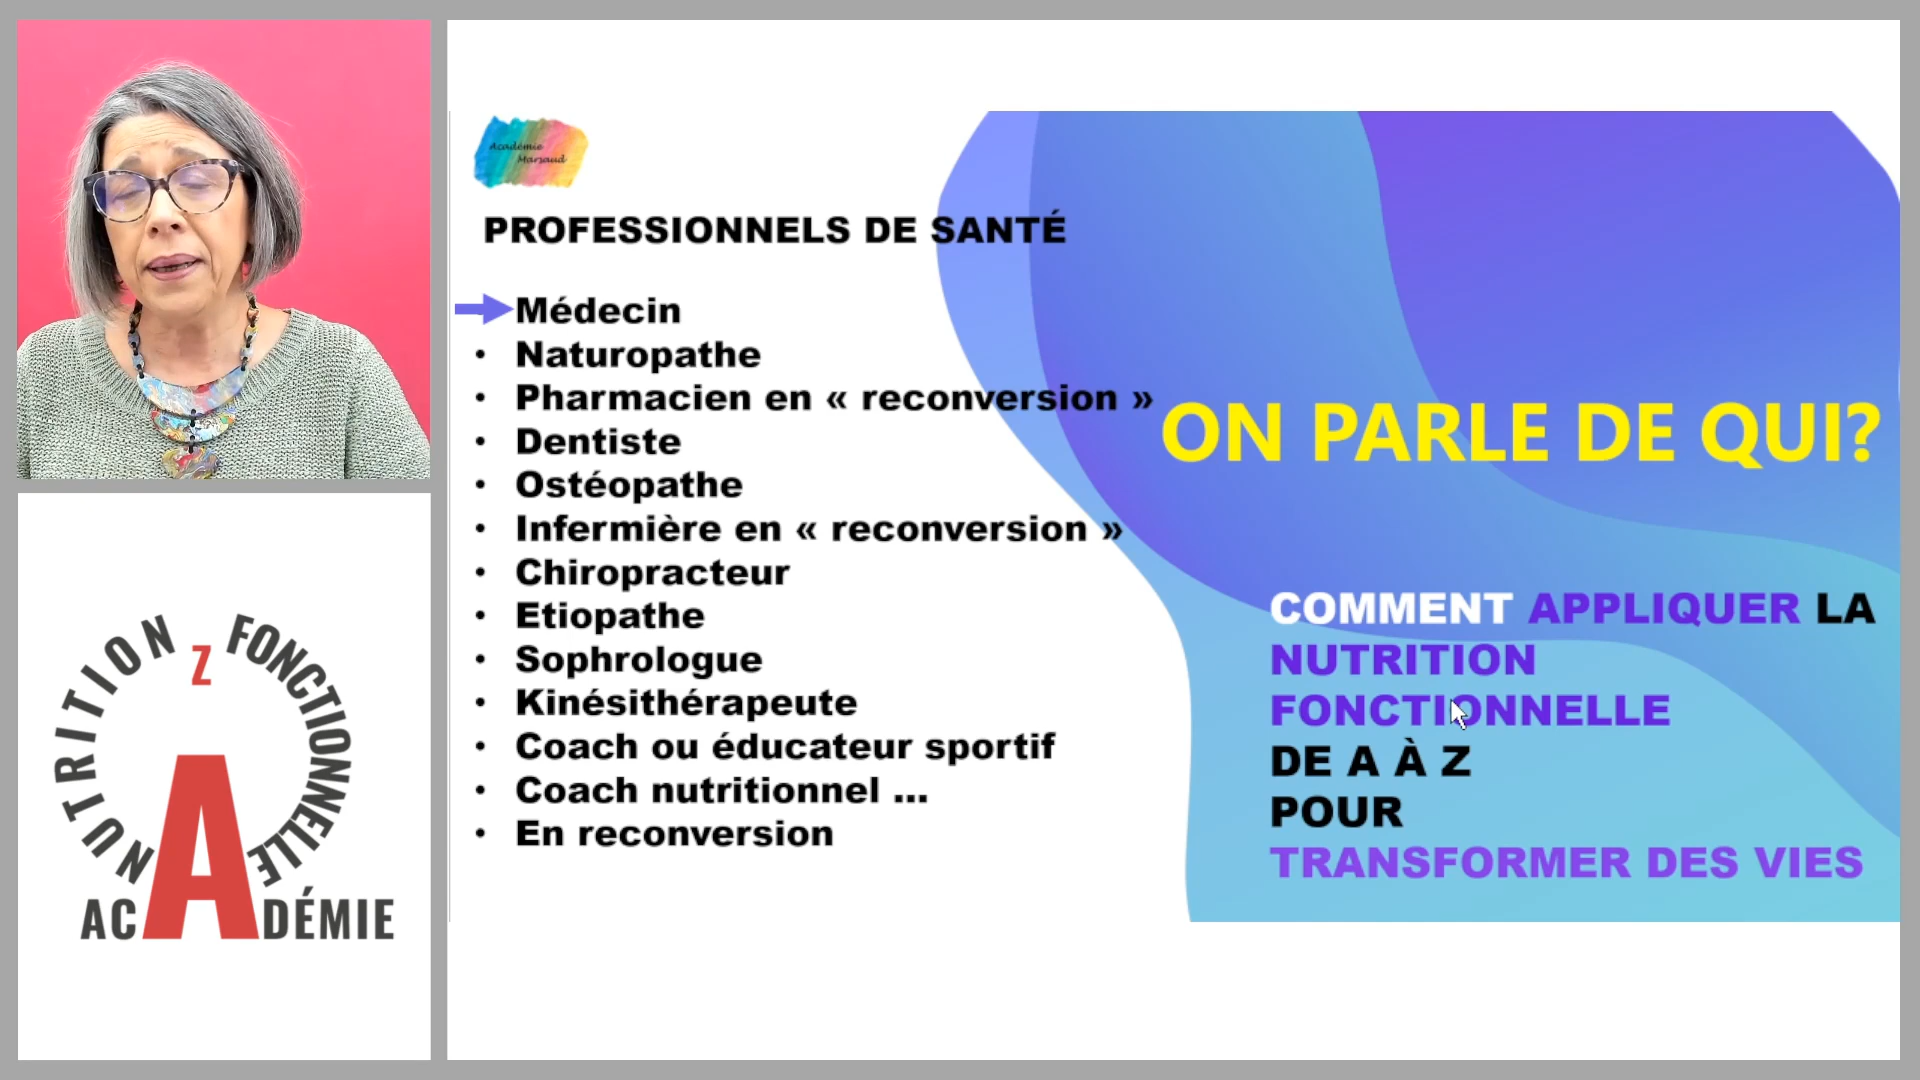 Académie
Marsaud
PROFESSIONNELS DE SANTÉ
Médecin
• Naturopathe
• Pharmacien en « reconversion »
• Dentiste
• Ostéopathe
• Infermière en « reconversion »
• Chiropracteur
• Etiopathe
• Sophrologue
• Kinésithérapeute
• Coach ou éducateur sportif
• Coach nutritionnel ...
• En reconversion
ON PARLE DE QUI?
COMMENT APPLIQUER LA
NUTRITION
FONCTIONNELLE
DE A À Z
POUR
TRANSFORMER DES VIES
NUTRITION Z FONCTIONNELLE
ACADÉMIE